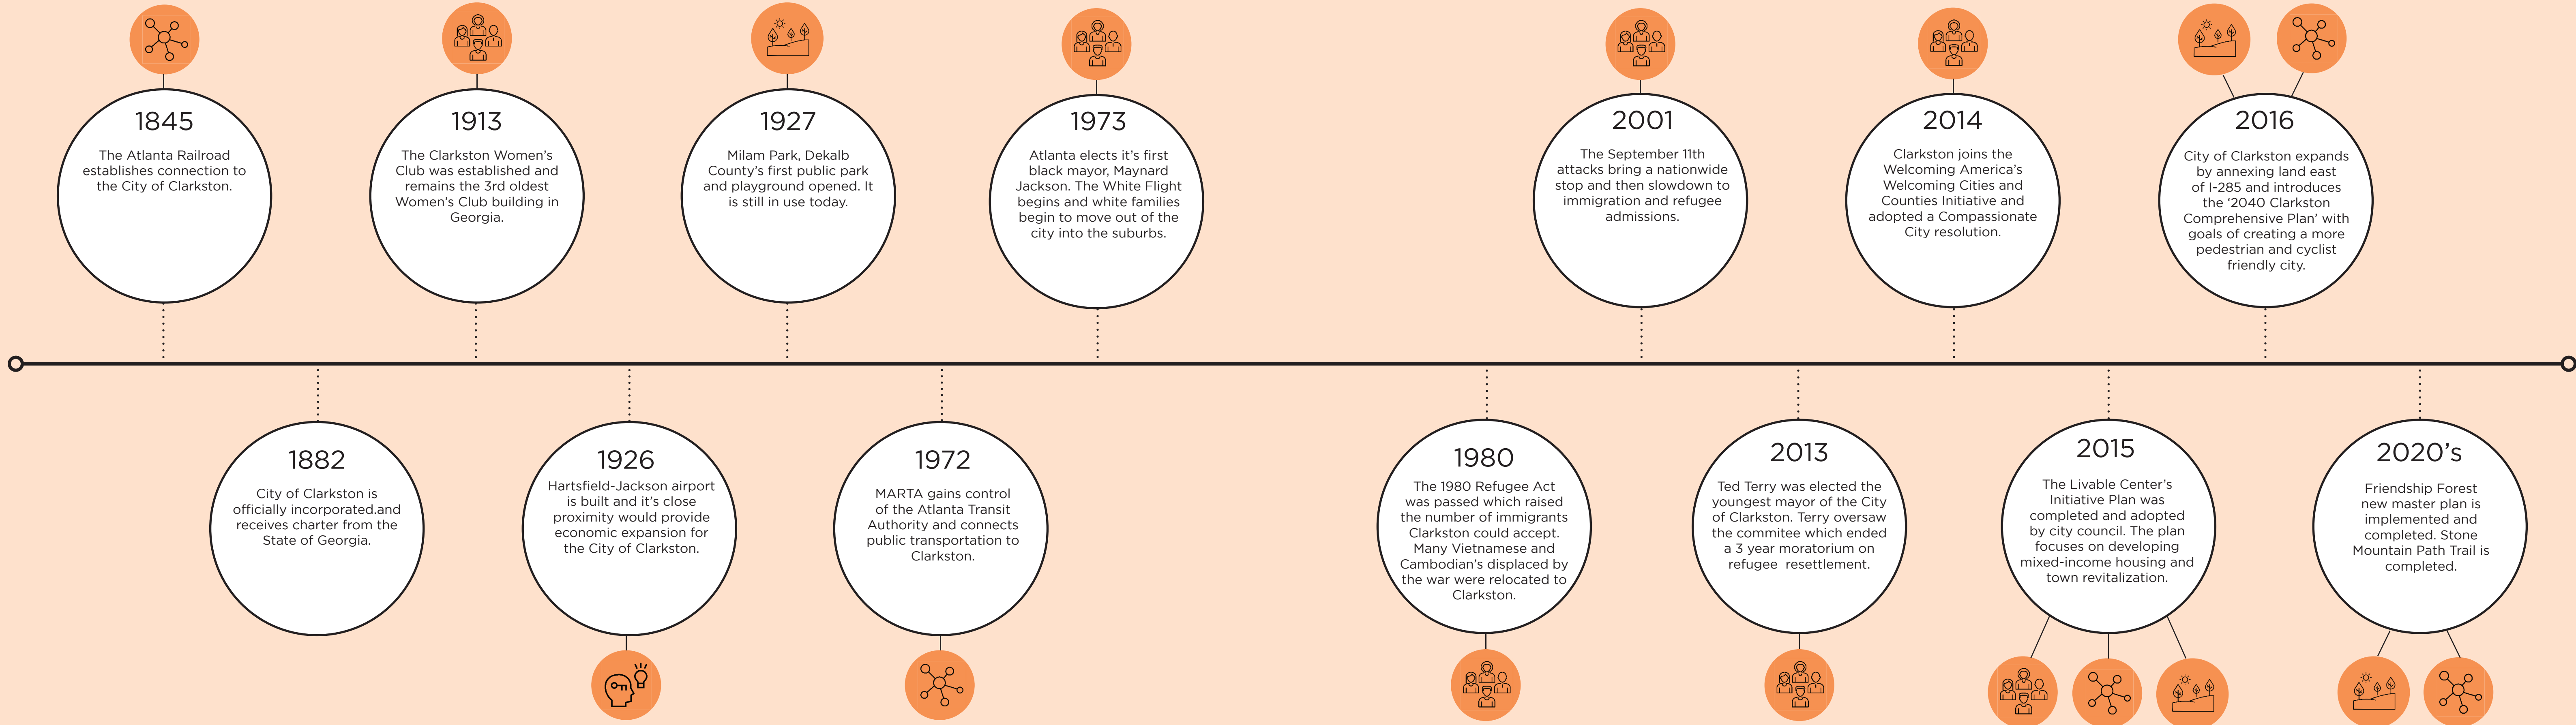 1845
The Atlanta Railroad
establishes connection to
the City of Clarkston.
1913
The Clarkston Women's
Club was established and
remains the 3rd oldest
Women's Club building in
Georgia.
1927
Milam Park, Dekalb
County's first public park
and playground opened. It
is still in use today.
1973
Atlanta elects it's first
black mayor, Maynard
Jackson. The White Flight
begins and white families
begin to move out of the
city into the suburbs.
2001
The September 11th
attacks bring a nationwide
stop and then slowdown to
immigration and refugee
admissions.
2014
Clarkston joins the
Welcoming America's
Welcoming Cities and
Counties Initiative and
adopted a Compassionate
City resolution.
2016
City of Clarkston expands
by annexing land east
of I-285 and introduces
the '2040 Clarkston
Comprehensive Plan' with
goals of creating a more
pedestrian and cyclist
friendly city.
1882
City of Clarkston is
officially incorporated.and
receives charter from the
State of Georgia.
1926
Hartsfield-Jackson airport
is built and it's close
proximity would provide
economic expansion for
the City of Clarkston.
1972
MARTA gains control
of the Atlanta Transit
Authority and connects
public transportation to
Clarkston.
1980
The 1980 Refugee Act
was passed which raised
the number of immigrants
Clarkston could accept.
Many Vietnamese and
Cambodian's displaced by
the war were relocated to
Clarkston.
2013
Ted Terry was elected the
youngest mayor of the City
of Clarkston. Terry oversaw
the commitee which ended
a 3 year moratorium on
refugee resettlement.
2015
The Livable Center's
Initiative Plan was
completed and adopted
by city council. The plan
focuses on developing
mixed-income housing and
town revitalization.
2020's
Friendship Forest
new master plan is
implemented and
completed. Stone
Mountain Path Trail is
completed.